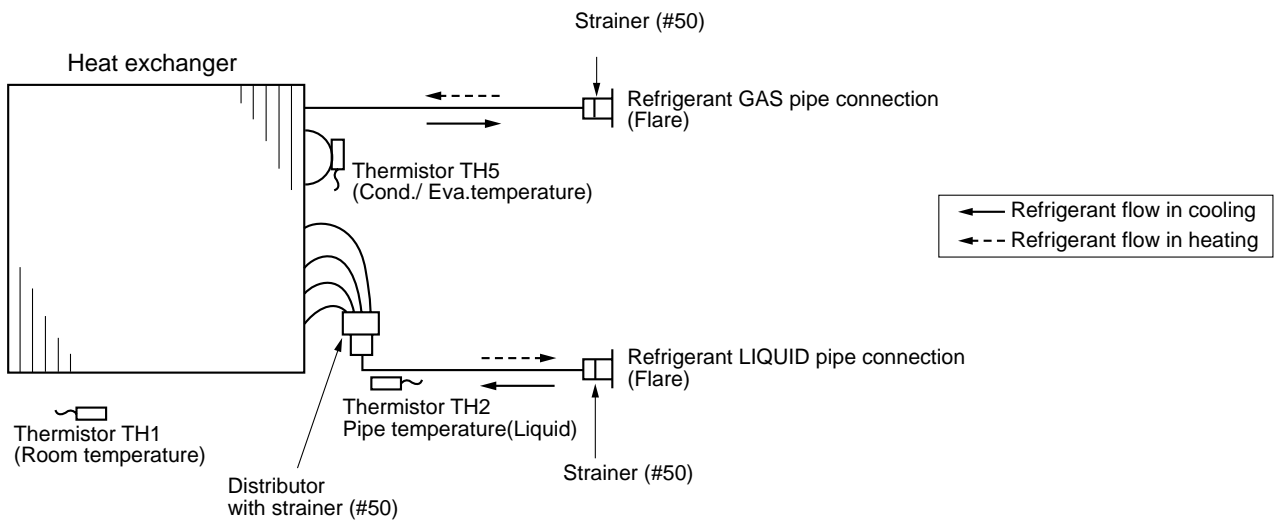 Strainer (#50)
Heat exchanger
Refrigerant GAS pipe connection
(Flare)
Thermistor TH5
(Cond./ Eva.temperature)
Refrigerant flow in cooling
Refrigerant flow in heating
Refrigerant LIQUID pipe connection
(Flare)
Thermistor TH2
Pipe temperature(Liquid)
Thermistor TH1
(Room temperature)
Strainer (#50)
Distributor
with strainer (#50)